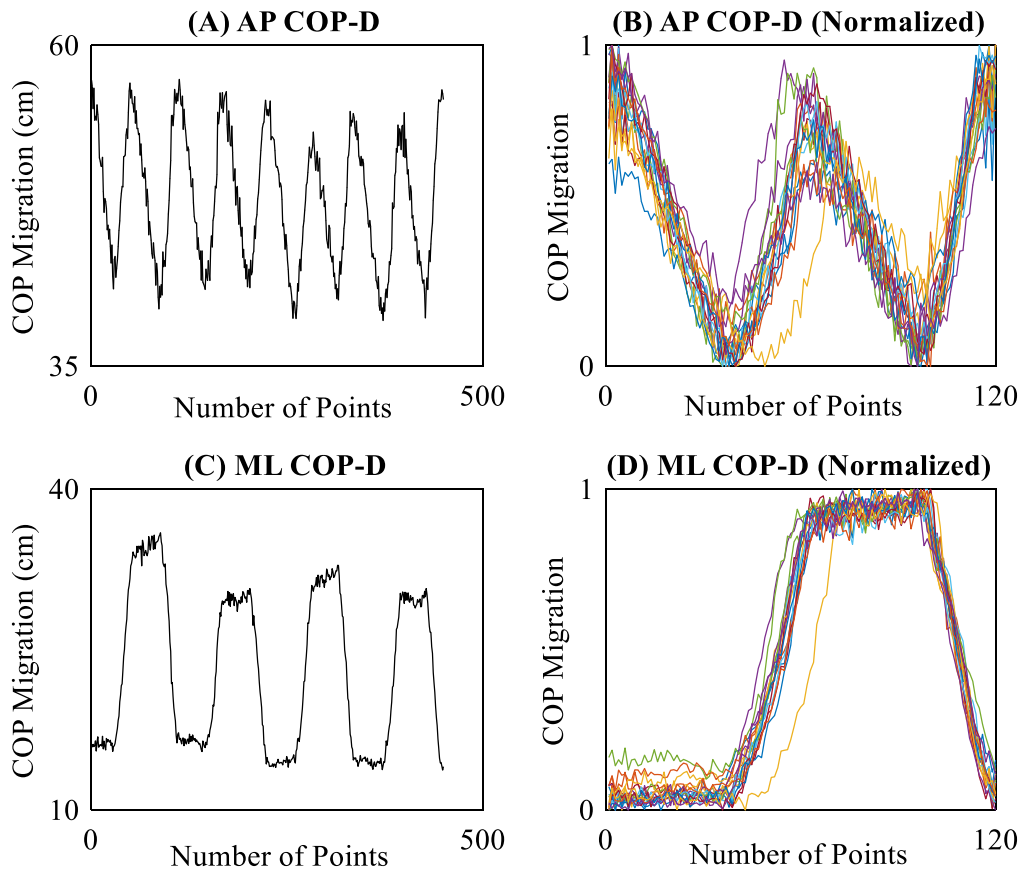 (A) AP COP-D
60
COP Migration (cm)
35
0
500
Number of Points
(B) AP COP-D (Normalized)
1
COP Migration
0
0
120
Number of Points
(C) ML COP-D
40
COP Migration (cm)
10
0
500
Number of Points
(D) ML COP-D (Normalized)
1
COP Migration
0
0
120
Number of Points